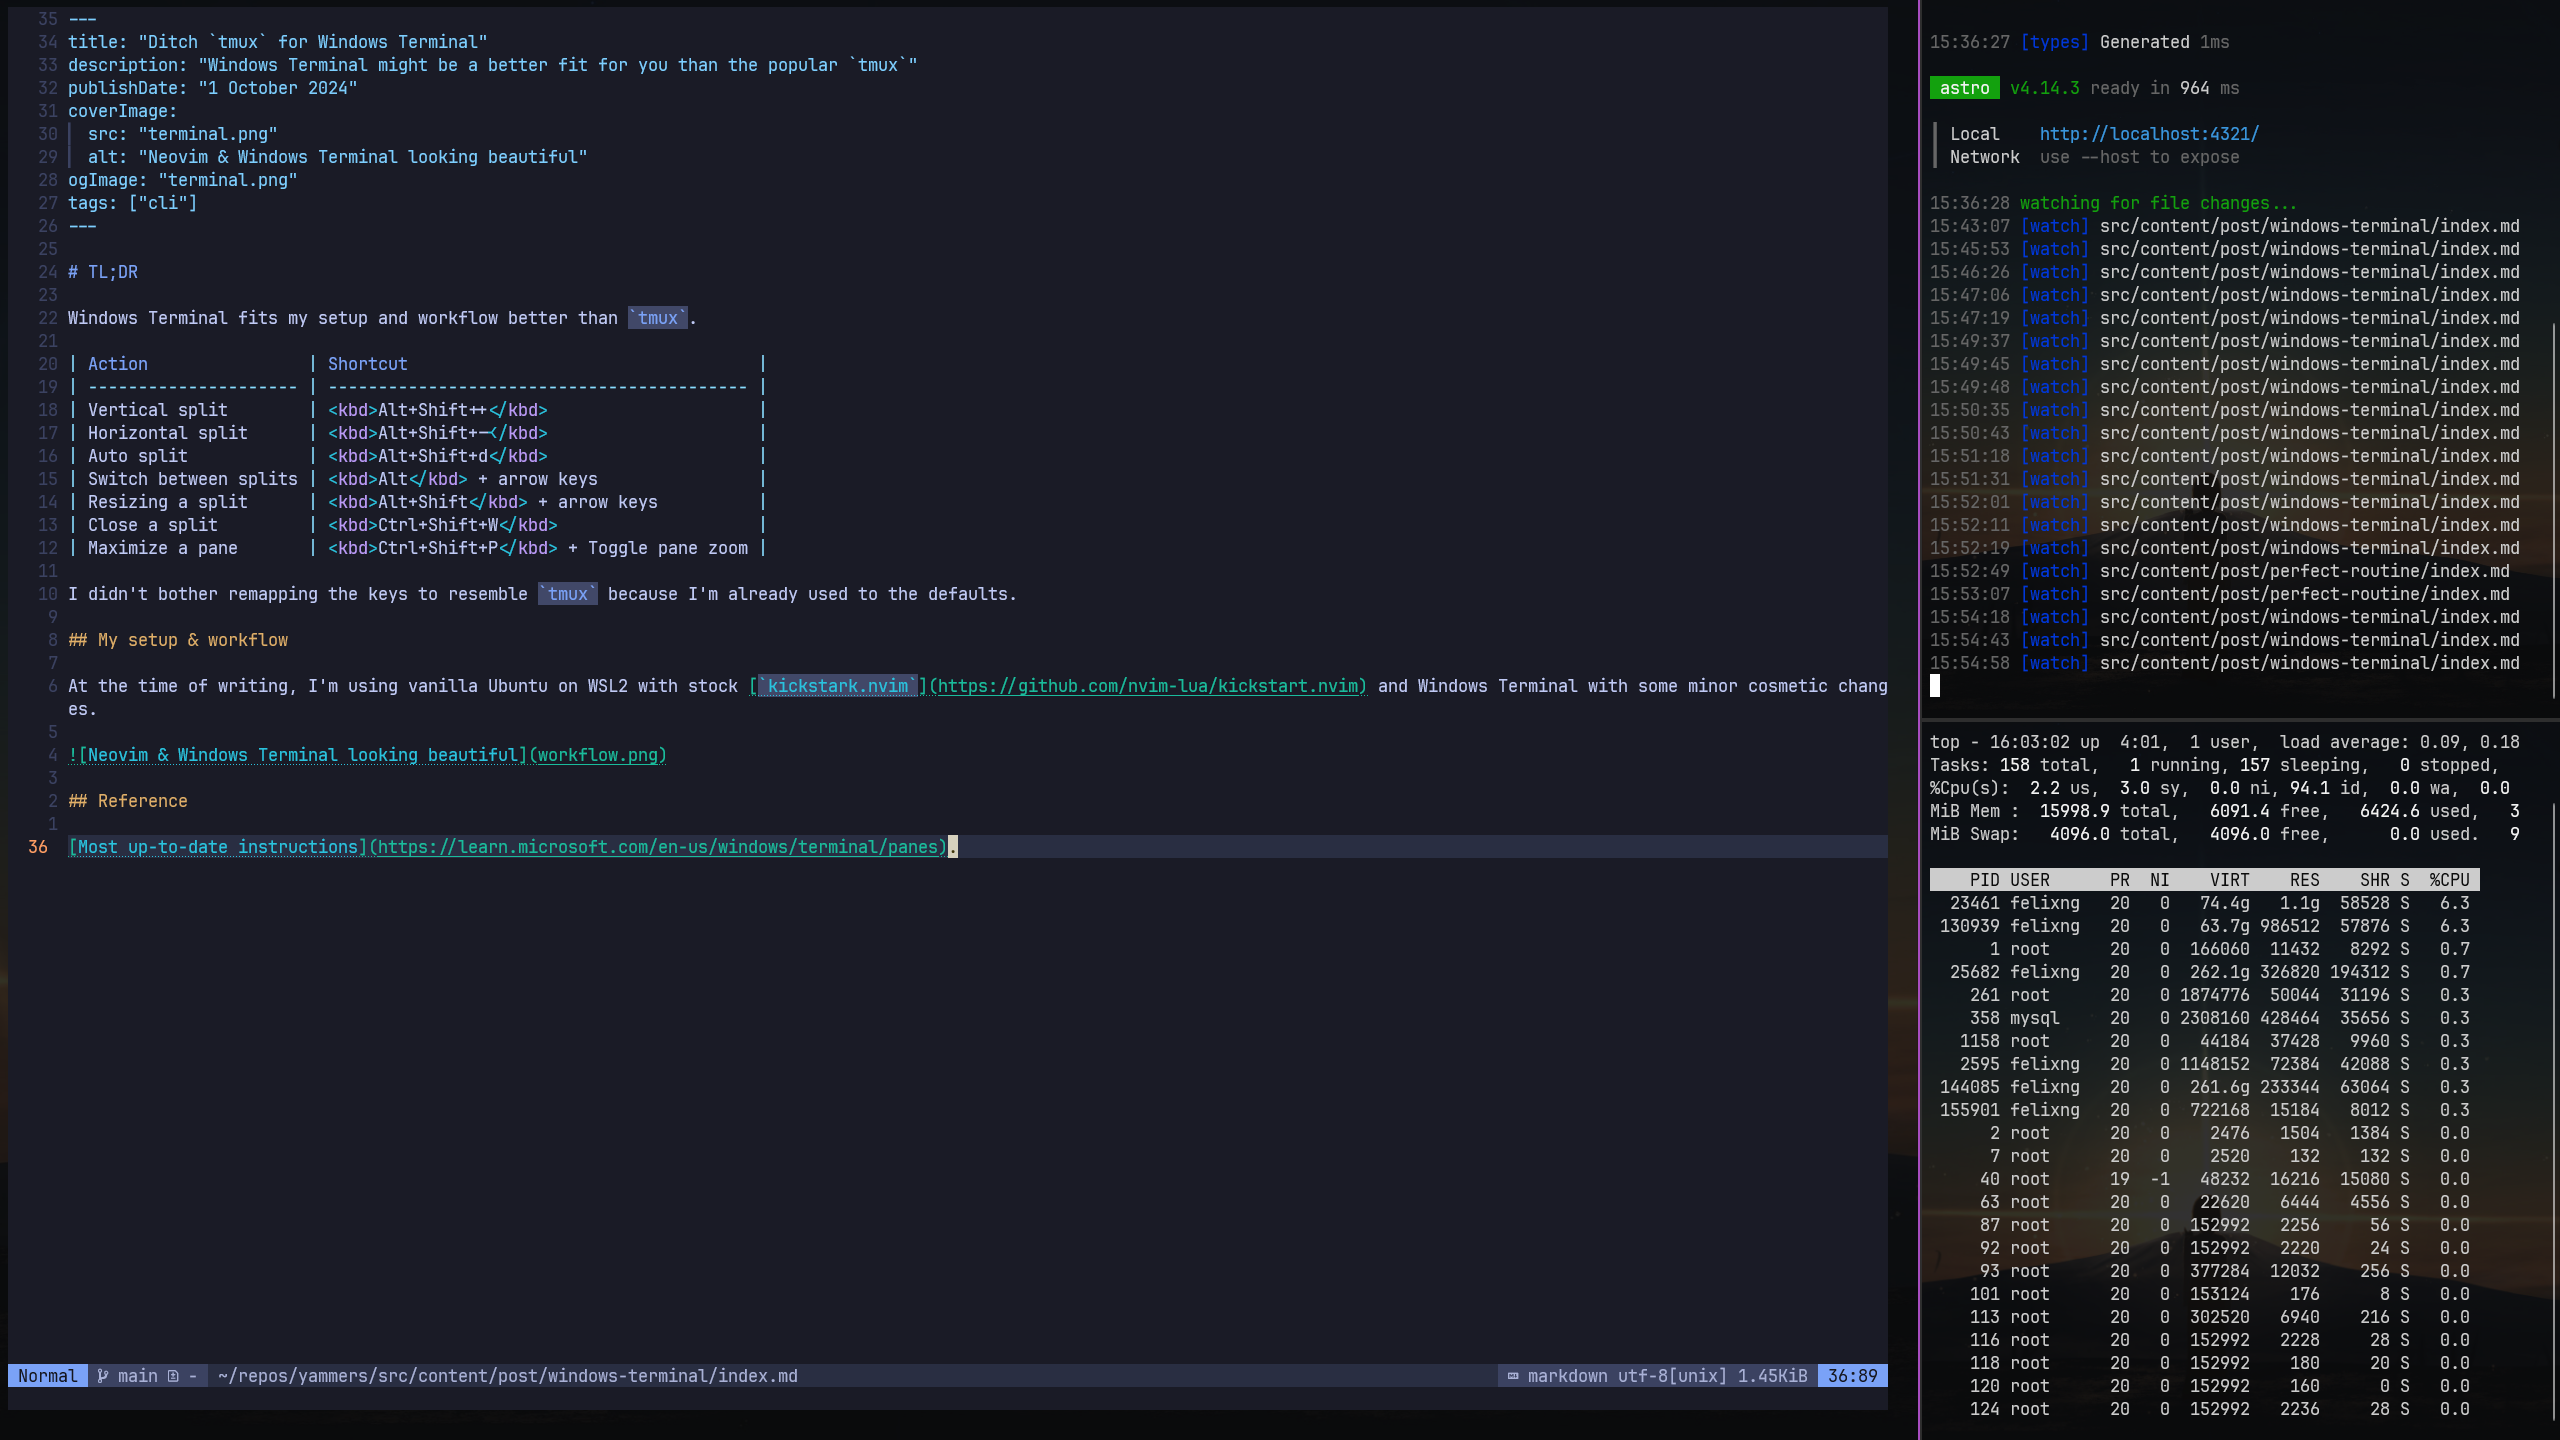 35 ---
34 title: "Ditch `tmux` for Windows Terminal"
33 description: "Windows Terminal might be a better fit for you than the popular `tmux`"
32 publishDate: "1 October 2024"
31 coverImage:
30   src: "terminal.png"
29   alt: "Neovim & Windows Terminal looking beautiful"
28 ogImage: "terminal.png"
27 tags: ["cli"]
26 ---
25
24 # TL;DR
23
22 Windows Terminal fits my setup and workflow better than `tmux`.
21
20 | Action                | Shortcut                                   |
19 | --------------------- | ------------------------------------------ |
18 | Vertical split        | <kbd>Alt+Shift++</kbd>                     |
17 | Horizontal split      | <kbd>Alt+Shift+-</kbd>                     |
16 | Auto split            | <kbd>Alt+Shift+d</kbd>                     |
15 | Switch between splits | <kbd>Alt</kbd> + arrow keys                |
14 | Resizing a split      | <kbd>Alt+Shift</kbd> + arrow keys          |
13 | Close a split         | <kbd>Ctrl+Shift+W</kbd>                    |
12 | Maximize a pane       | <kbd>Ctrl+Shift+P</kbd> + Toggle pane zoom |
11
10 I didn't bother remapping the keys to resemble `tmux` because I'm already used to the defaults.
9
8 ## My setup & workflow
7
6 At the time of writing, I'm using vanilla Ubuntu on WSL2 with stock [`kickstark.nvim`](https://github.com/nvim-lua/kickstart.nvim) and Windows Terminal with some minor cosmetic chang
es.
5
4 ![Neovim & Windows Terminal looking beautiful](workflow.png)
3
2 ## Reference
1
36 [Most up-to-date instructions](https://learn.microsoft.com/en-us/windows/terminal/panes).
Normal main - ~/repos/yammers/src/content/post/windows-terminal/index.md markdown utf-8[unix] 1.45KiB 36:89
15:36:27 [types] Generated 1ms
astro v4.14.3 ready in 964 ms
Local http://localhost:4321/
Network use --host to expose
15:36:28 watching for file changes...
15:43:07 [watch] src/content/post/windows-terminal/index.md
15:45:53 [watch] src/content/post/windows-terminal/index.md
15:46:26 [watch] src/content/post/windows-terminal/index.md
15:47:06 [watch] src/content/post/windows-terminal/index.md
15:47:19 [watch] src/content/post/windows-terminal/index.md
15:49:37 [watch] src/content/post/windows-terminal/index.md
15:49:45 [watch] src/content/post/windows-terminal/index.md
15:49:48 [watch] src/content/post/windows-terminal/index.md
15:50:35 [watch] src/content/post/windows-terminal/index.md
15:50:43 [watch] src/content/post/windows-terminal/index.md
15:51:18 [watch] src/content/post/windows-terminal/index.md
15:51:31 [watch] src/content/post/windows-terminal/index.md
15:52:01 [watch] src/content/post/windows-terminal/index.md
15:52:11 [watch] src/content/post/windows-terminal/index.md
15:52:19 [watch] src/content/post/windows-terminal/index.md
15:52:49 [watch] src/content/post/perfect-routine/index.md
15:53:07 [watch] src/content/post/perfect-routine/index.md
15:54:18 [watch] src/content/post/windows-terminal/index.md
15:54:43 [watch] src/content/post/windows-terminal/index.md
15:54:58 [watch] src/content/post/windows-terminal/index.md
top - 16:03:02 up  4:01,  1 user,  load average: 0.09, 0.18
Tasks: 158 total,   1 running, 157 sleeping,   0 stopped,
%Cpu(s):  2.2 us,  3.0 sy,  0.0 ni, 94.1 id,  0.0 wa,  0.0
MiB Mem :  15998.9 total,   6091.4 free,   6424.6 used,   3
MiB Swap:   4096.0 total,   4096.0 free,      0.0 used.   9
PID USER PR NI VIRT RES SHR S %CPU
23461 felixng 20 0 74.4g 1.1g 58528 S 6.3
130939 felixng 20 0 63.7g 986512 57876 S 6.3
1 root 20 0 166060 11432 8292 S 0.7
25682 felixng 20 0 262.1g 326820 194312 S 0.7
261 root 20 0 1874776 50044 31196 S 0.3
358 mysql 20 0 2308160 428464 35656 S 0.3
1158 root 20 0 44184 37428 9960 S 0.3
2595 felixng 20 0 1148152 72384 42088 S 0.3
144085 felixng 20 0 261.6g 233344 63064 S 0.3
155901 felixng 20 0 722168 15184 8012 S 0.3
2 root 20 0 2476 1504 1384 S 0.0
7 root 20 0 2520 132 132 S 0.0
40 root 19 -1 48232 16216 15080 S 0.0
63 root 20 0 22620 6444 4556 S 0.0
87 root 20 0 152992 2256 56 S 0.0
92 root 20 0 152992 2220 24 S 0.0
93 root 20 0 377284 12032 256 S 0.0
101 root 20 0 153124 176 8 S 0.0
113 root 20 0 302520 6940 216 S 0.0
116 root 20 0 152992 2228 28 S 0.0
118 root 20 0 152992 180 20 S 0.0
120 root 20 0 152992 160 0 S 0.0
124 root 20 0 152992 2236 28 S 0.0